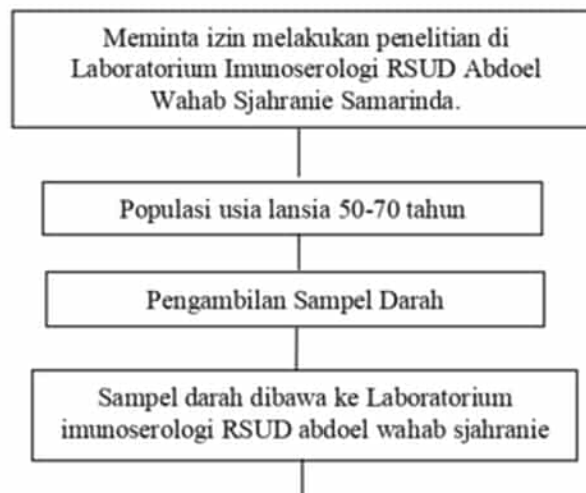 Meminta izin melakukan penelitian di
Laboratorium Imunoserologi RSUD Abdoel
Wahab Sjahranie Samarinda.
Populasi usia lansia 50-70 tahun
Pengambilan Sampel Darah
Sampel darah dibawa ke Laboratorium
imunoserologi RSUD abdoel wahab sjahranie